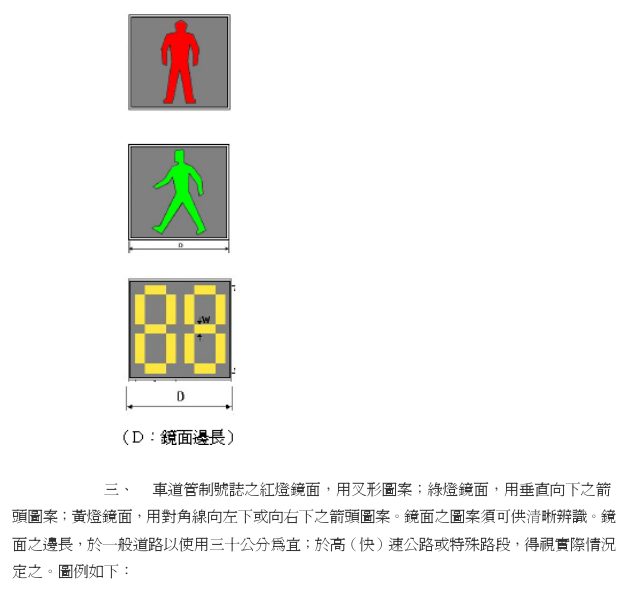 D
88
W
D
（D：鏡面邊長）
三、 車道管制號誌之紅燈鏡面，用叉形圖案；綠燈鏡面，用垂直向下之箭
頭圖案；黃燈鏡面，用對角線向左下或向右下之箭頭圖案。鏡面之圖案須可供清晰辨識。鏡
面之邊長，於一般道路以使用三十公分爲宜；於高（快）速公路或特殊路段，得視實際情況
定之。圖例如下：